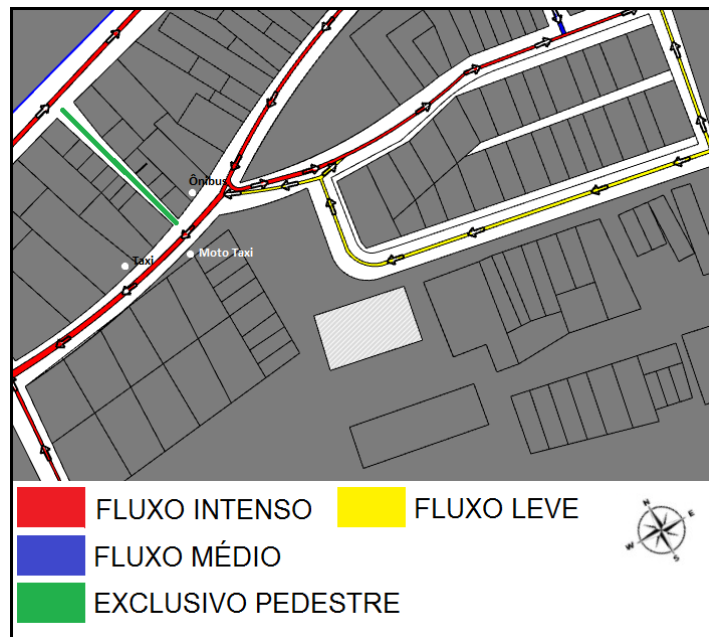 Ônibus
Taxi
Moto Taxi
FLUXO INTENSO
FLUXO LEVE
FLUXO MÉDIO
EXCLUSIVO PEDESTRE
N
E
W
S